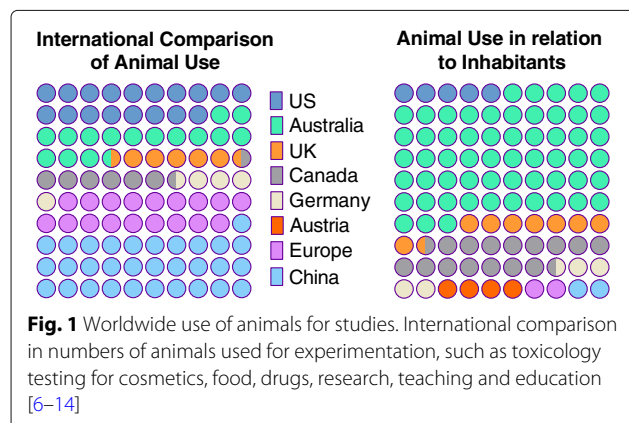 International Comparison
of Animal Use
Animal Use in relation
to Inhabitants
US
Australia
UK
Canada
Germany
Austria
Europe
China
Fig. 1 Worldwide use of animals for studies. International comparison
in numbers of animals used for experimentation, such as toxicology
testing for cosmetics, food, drugs, research, teaching and education
[6–14]